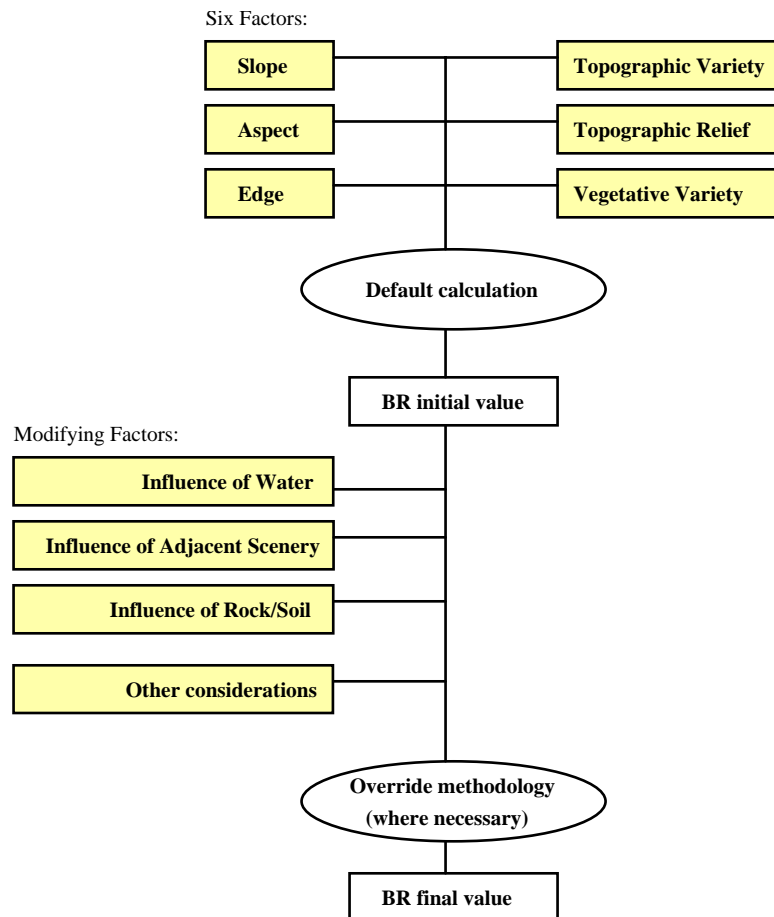 Six Factors:
Slope
Topographic Variety
Aspect
Topographic Relief
Edge
Vegetative Variety
Default calculation
BR initial value
Modifying Factors:
Influence of Water
Influence of Adjacent Scenery
Influence of Rock/Soil
Other considerations
Override methodology
(where necessary)
BR final value